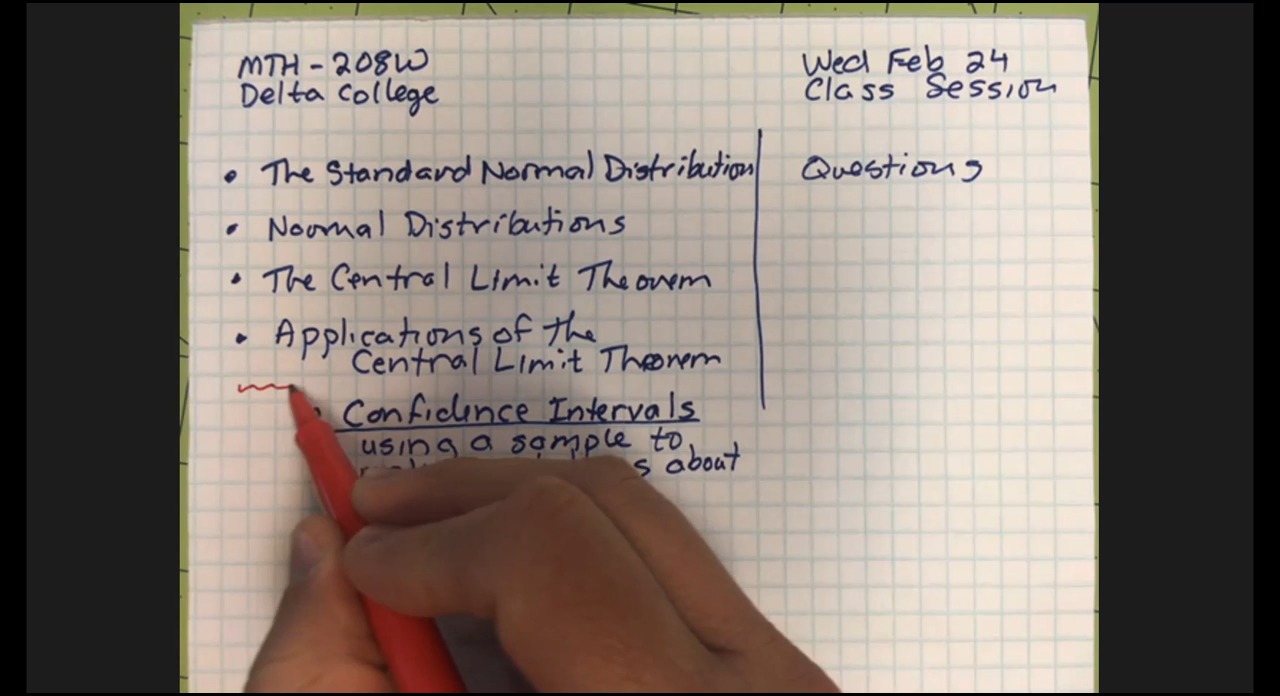 MTH - 208W
Delta College
Wed Feb 24
Class Session
• The Standard Normal Distribution
Questions
• Normal Distributions
• The Central Limit Theorem
• Applications of the
Central Limit Theorem
• Confidence Intervals
using a sample to
about